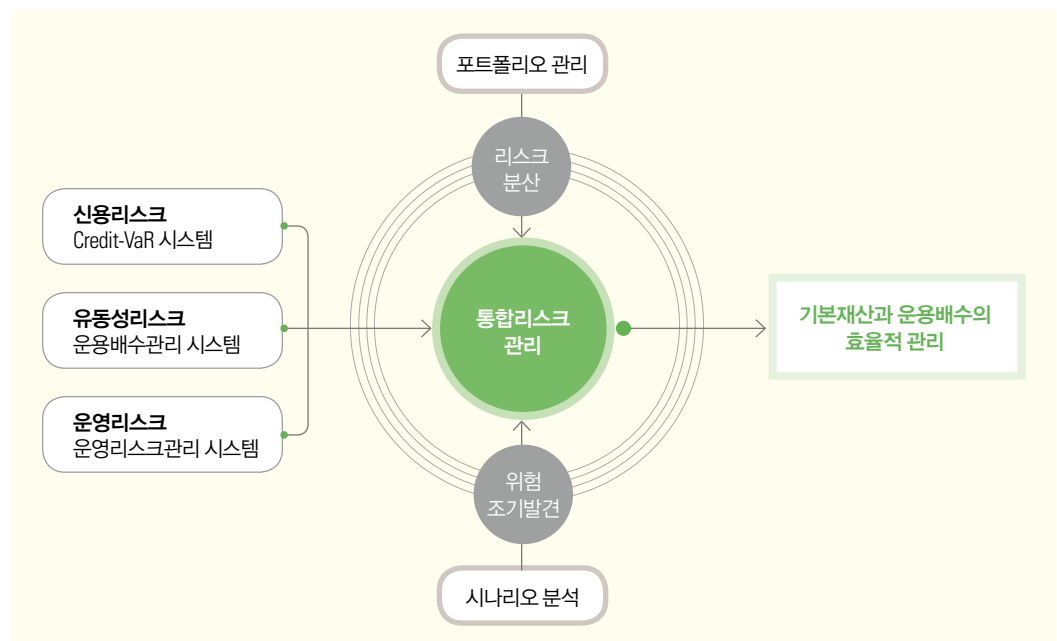 포트폴리오 관리
리스크
분산
신용리스크
Credit-VaR 시스템
유동성리스크
운용배수관리 시스템
운영리스크
운영리스크관리 시스템
통합리스크
관리
기본재산과 운용배수의
효율적 관리
위험
조기발견
시나리오 분석